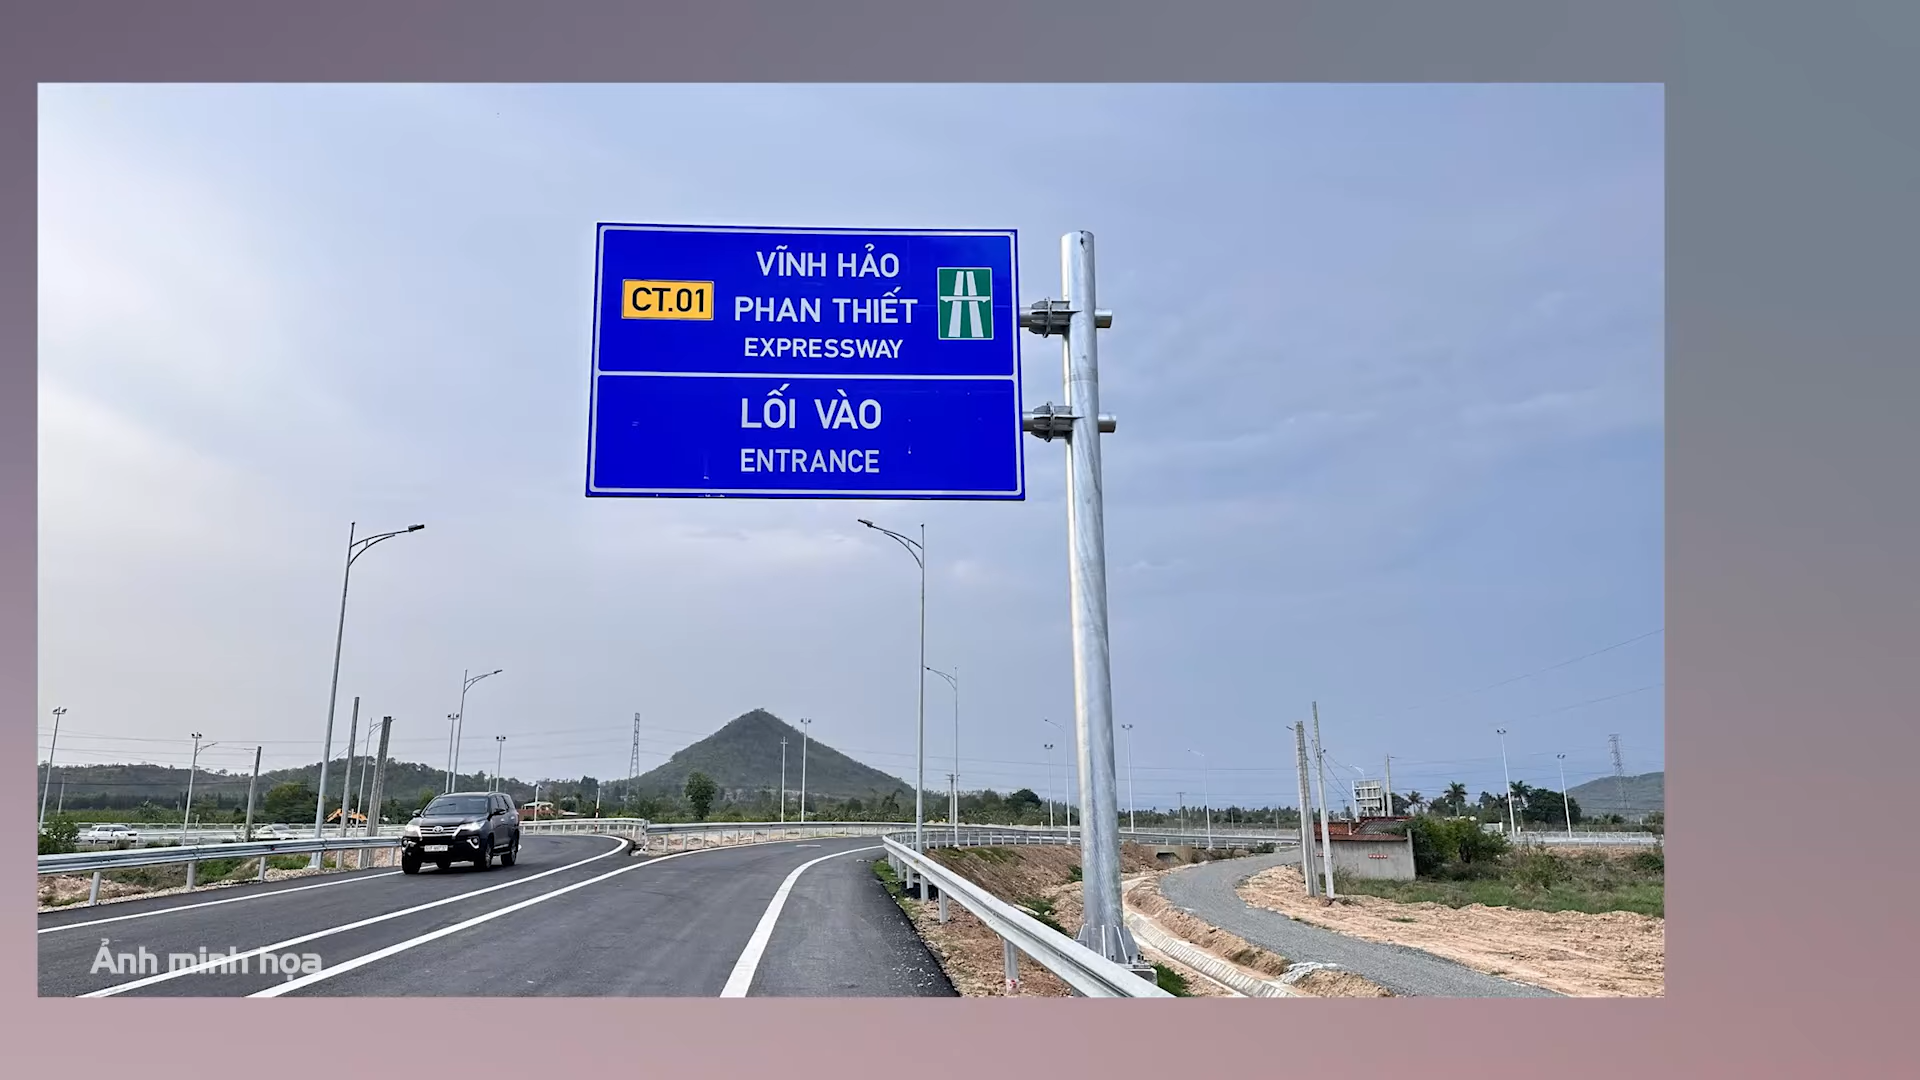 VĨNH HẢO
CT.01
PHAN THIẾT
EXPRESSWAY
LỐI VÀO
ENTRANCE
Ảnh minh họa